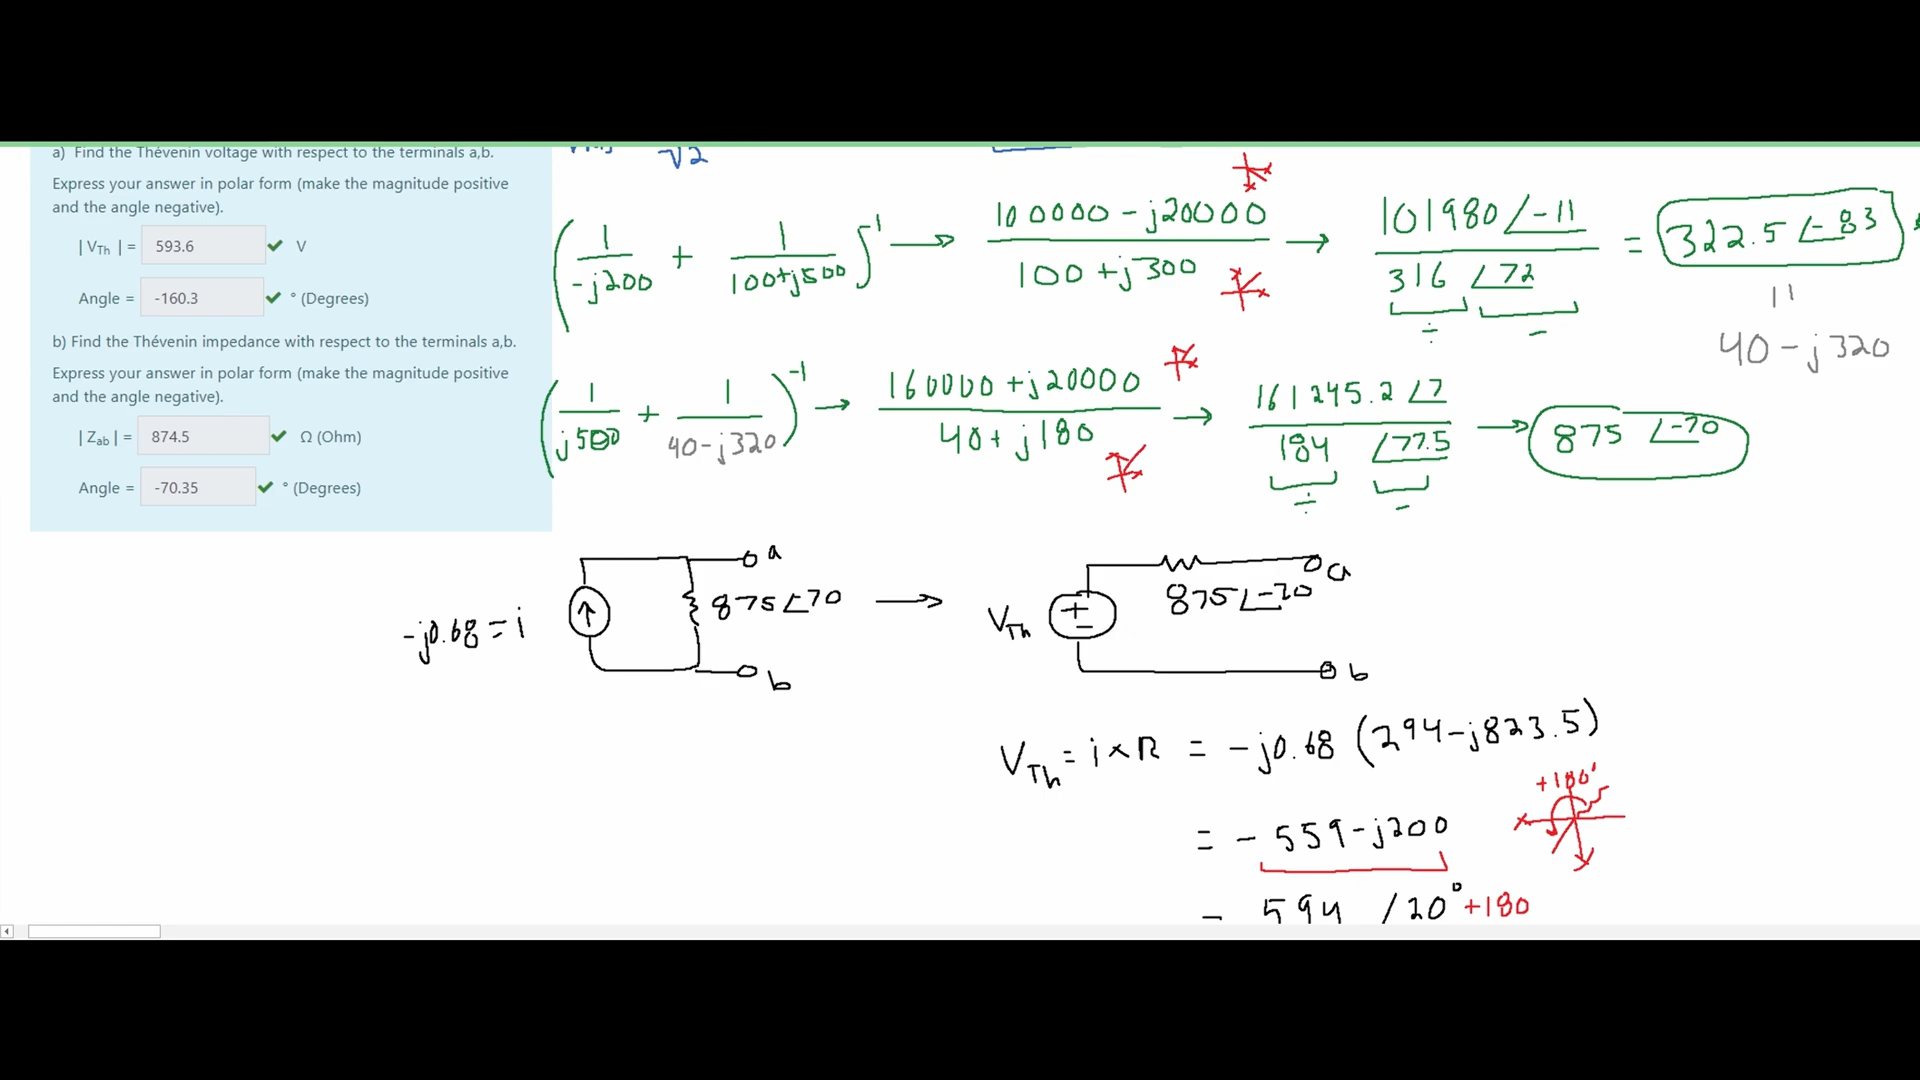 a) Find the Thévenin voltage with respect to the terminals a,b.
Express your answer in polar form (make the magnitude positive
and the angle negative).
| VTh | = 593.6 ✔ V
Angle = -160.3 ✔ ° (Degrees)
b) Find the Thévenin impedance with respect to the terminals a,b.
Express your answer in polar form (make the magnitude positive
and the angle negative).
| Zab | = 874.5 ✔ Ω (Ohm)
Angle = -70.35 ✔ ° (Degrees)
√2
(1/-j200 + 1/100+j500)^-1 → 100000-j20000 / 100+j300 → 101980∠-11 / 316∠72 = 322.5∠-83
÷ -
11
40-j320
(1/j500 + 1/40-j320)^-1 → 160000+j20000 / 40+j180 → 161245.2∠7 / 184∠77.5 → 875∠-70
÷ -
a
-j0.68 = i 875∠70 →
b
a
VTh + - 875∠-70
b
VTh = i × R = -j0.68 (294-j823.5)
+180°
= -559-j200
= 594 ∠20° +180